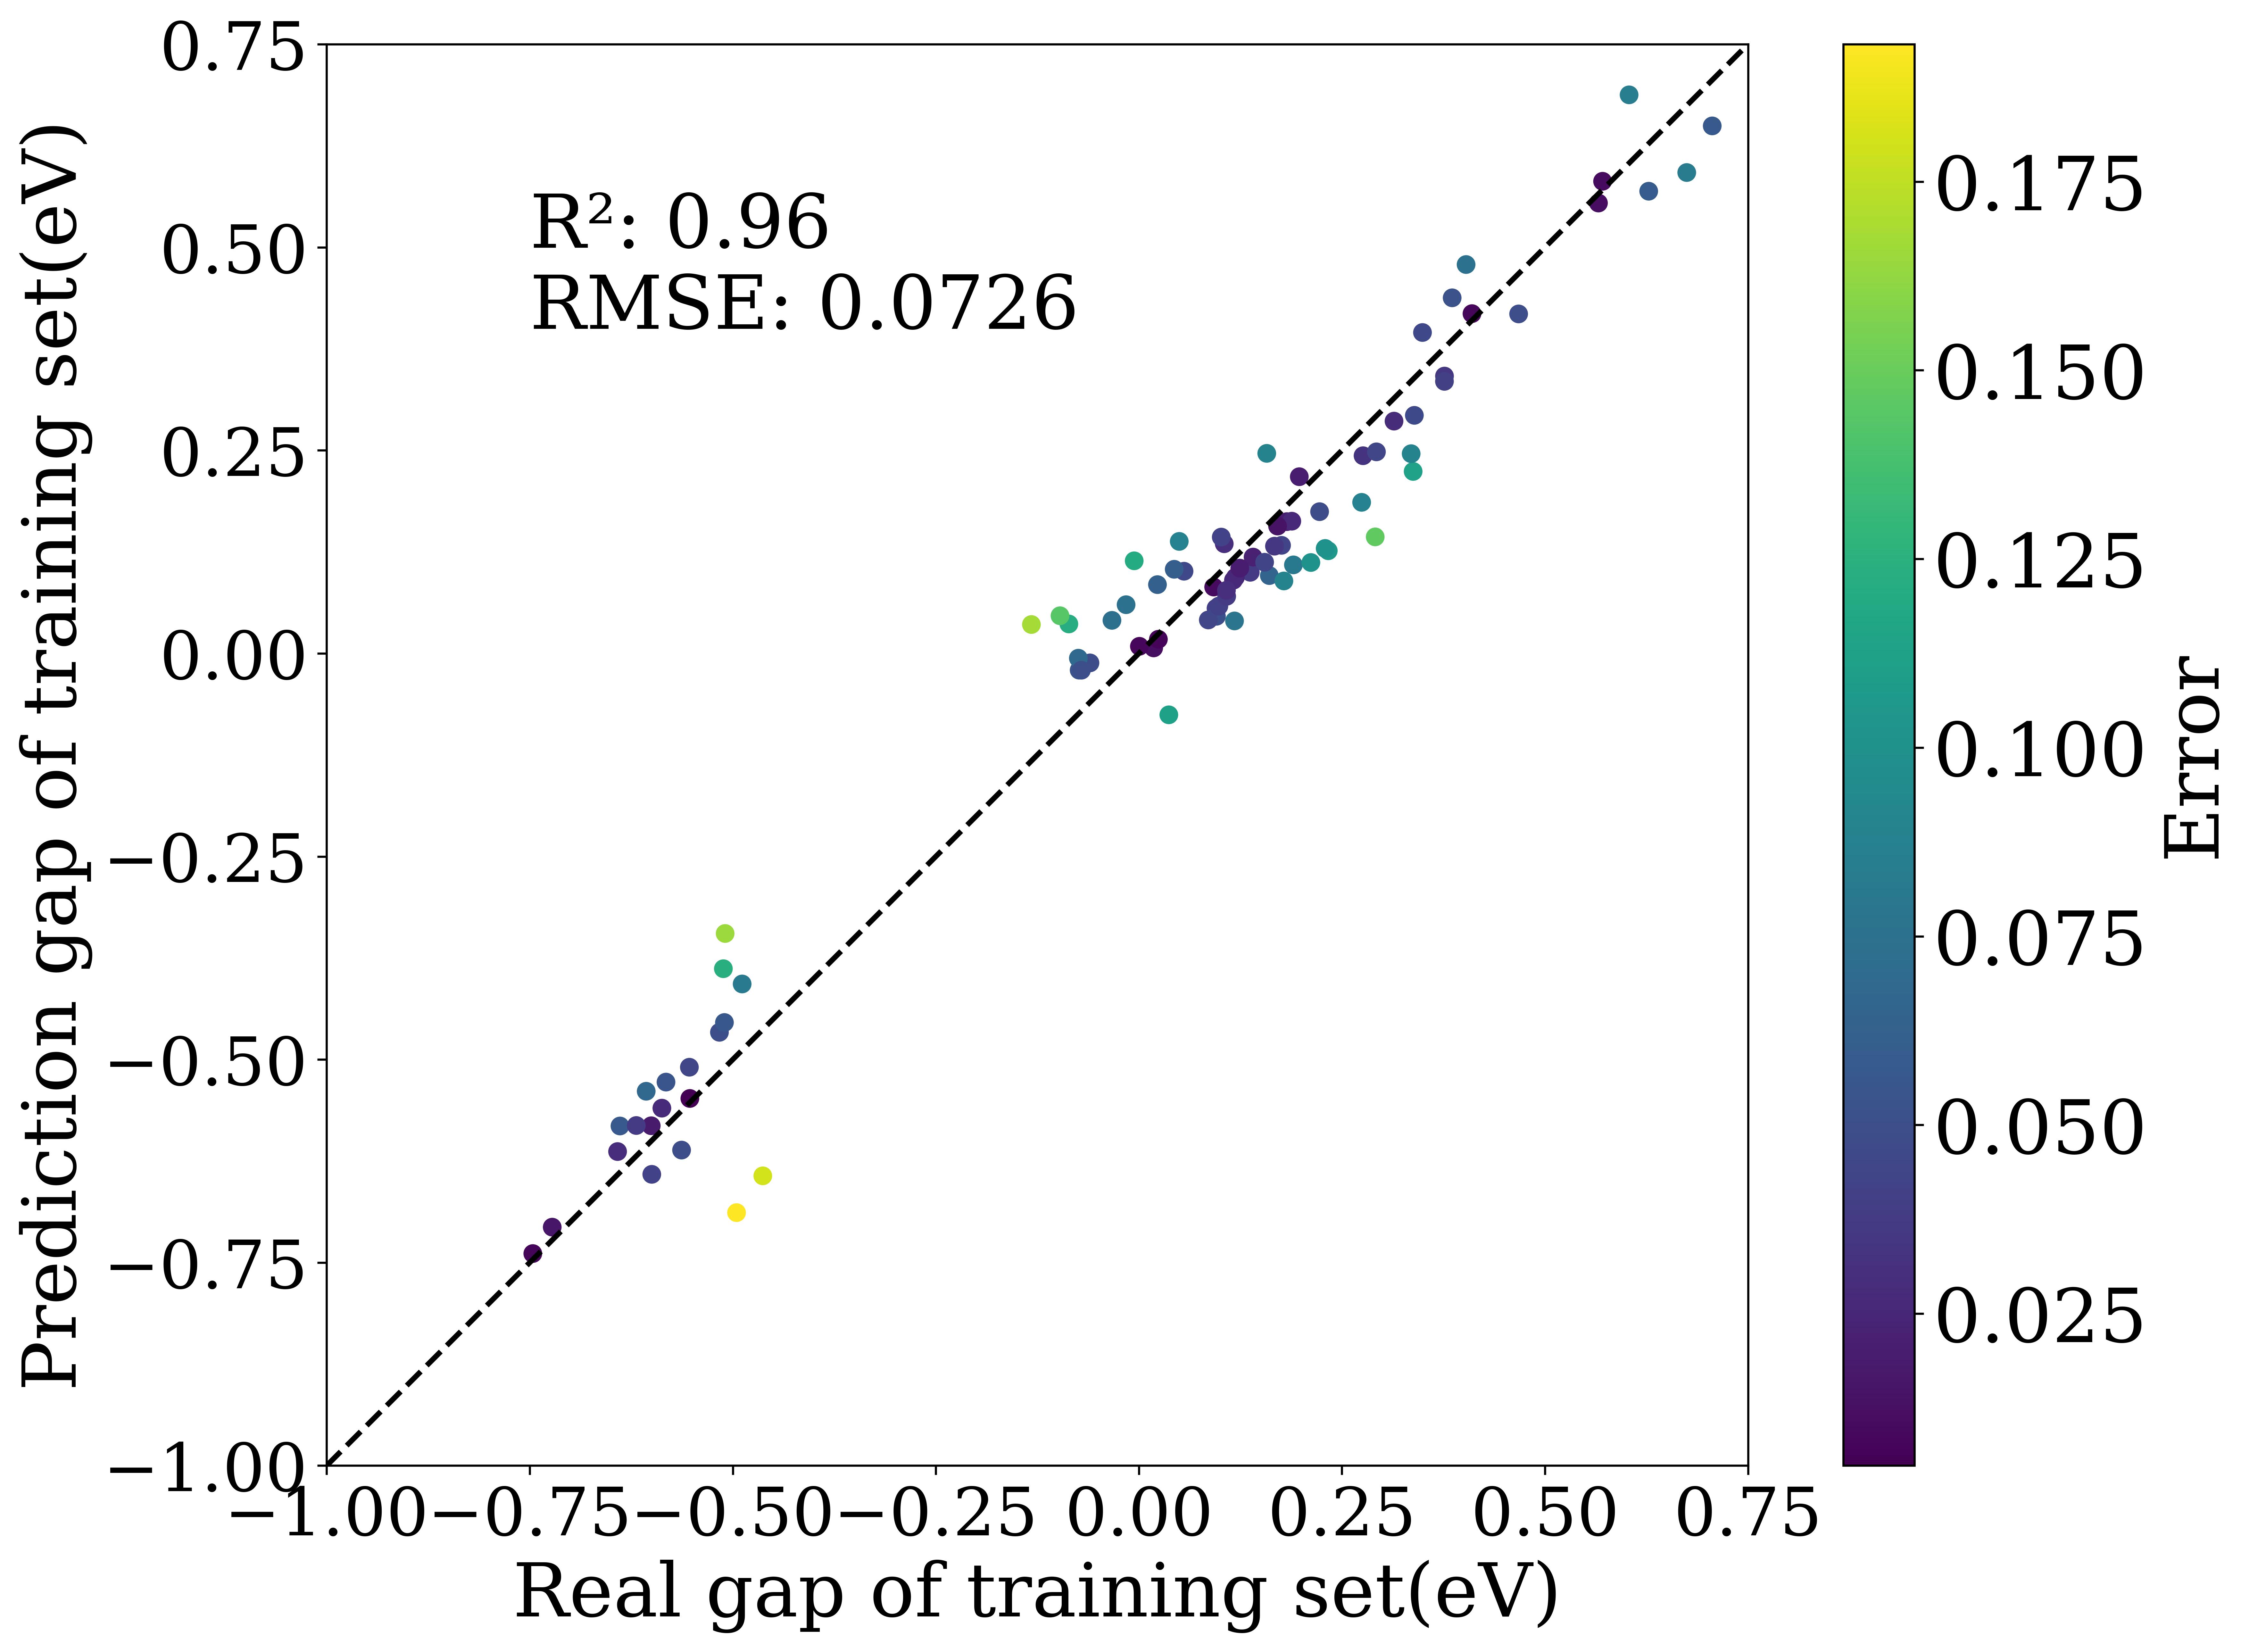 R²: 0.96
RMSE: 0.0726
Prediction gap of training set(eV)
0.75
0.50
0.25
0.00
−0.25
−0.50
−0.75
−1.00
−1.00 −0.75 −0.50 −0.25 0.00 0.25 0.50 0.75
Real gap of training set(eV)
0.175
0.150
0.125
0.100
0.075
0.050
0.025
Error